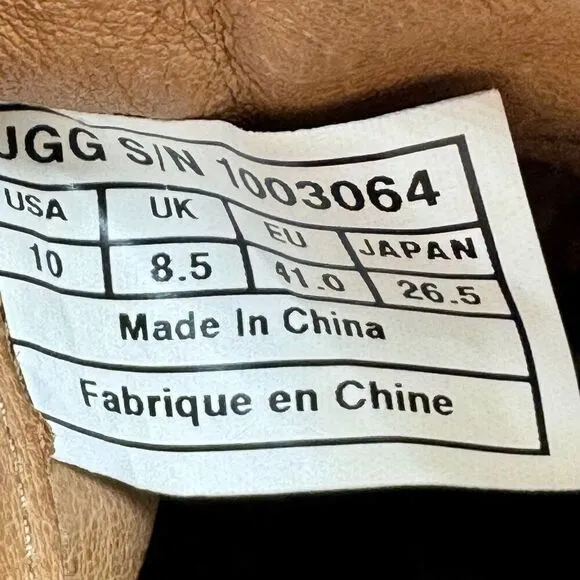 UGG S/N 1003064
USA UK EU JAPAN
10 8.5 41.0 26.5
Made In China
Fabrique en Chine